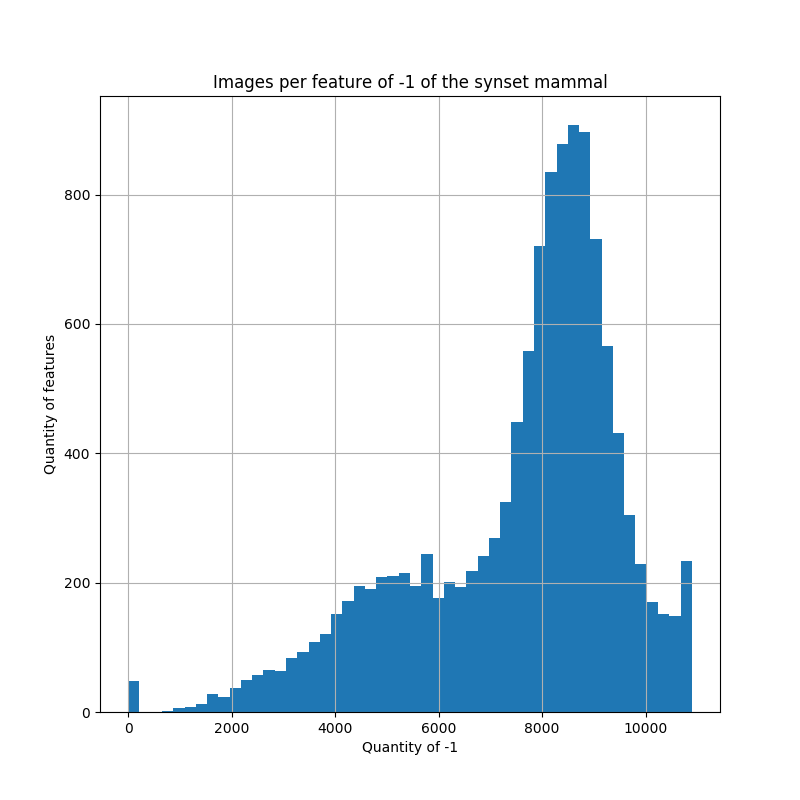 Images per feature of -1 of the synset mammal
Quantity of features
800
600
400
200
0
0 2000 4000 6000 8000 10000
Quantity of -1